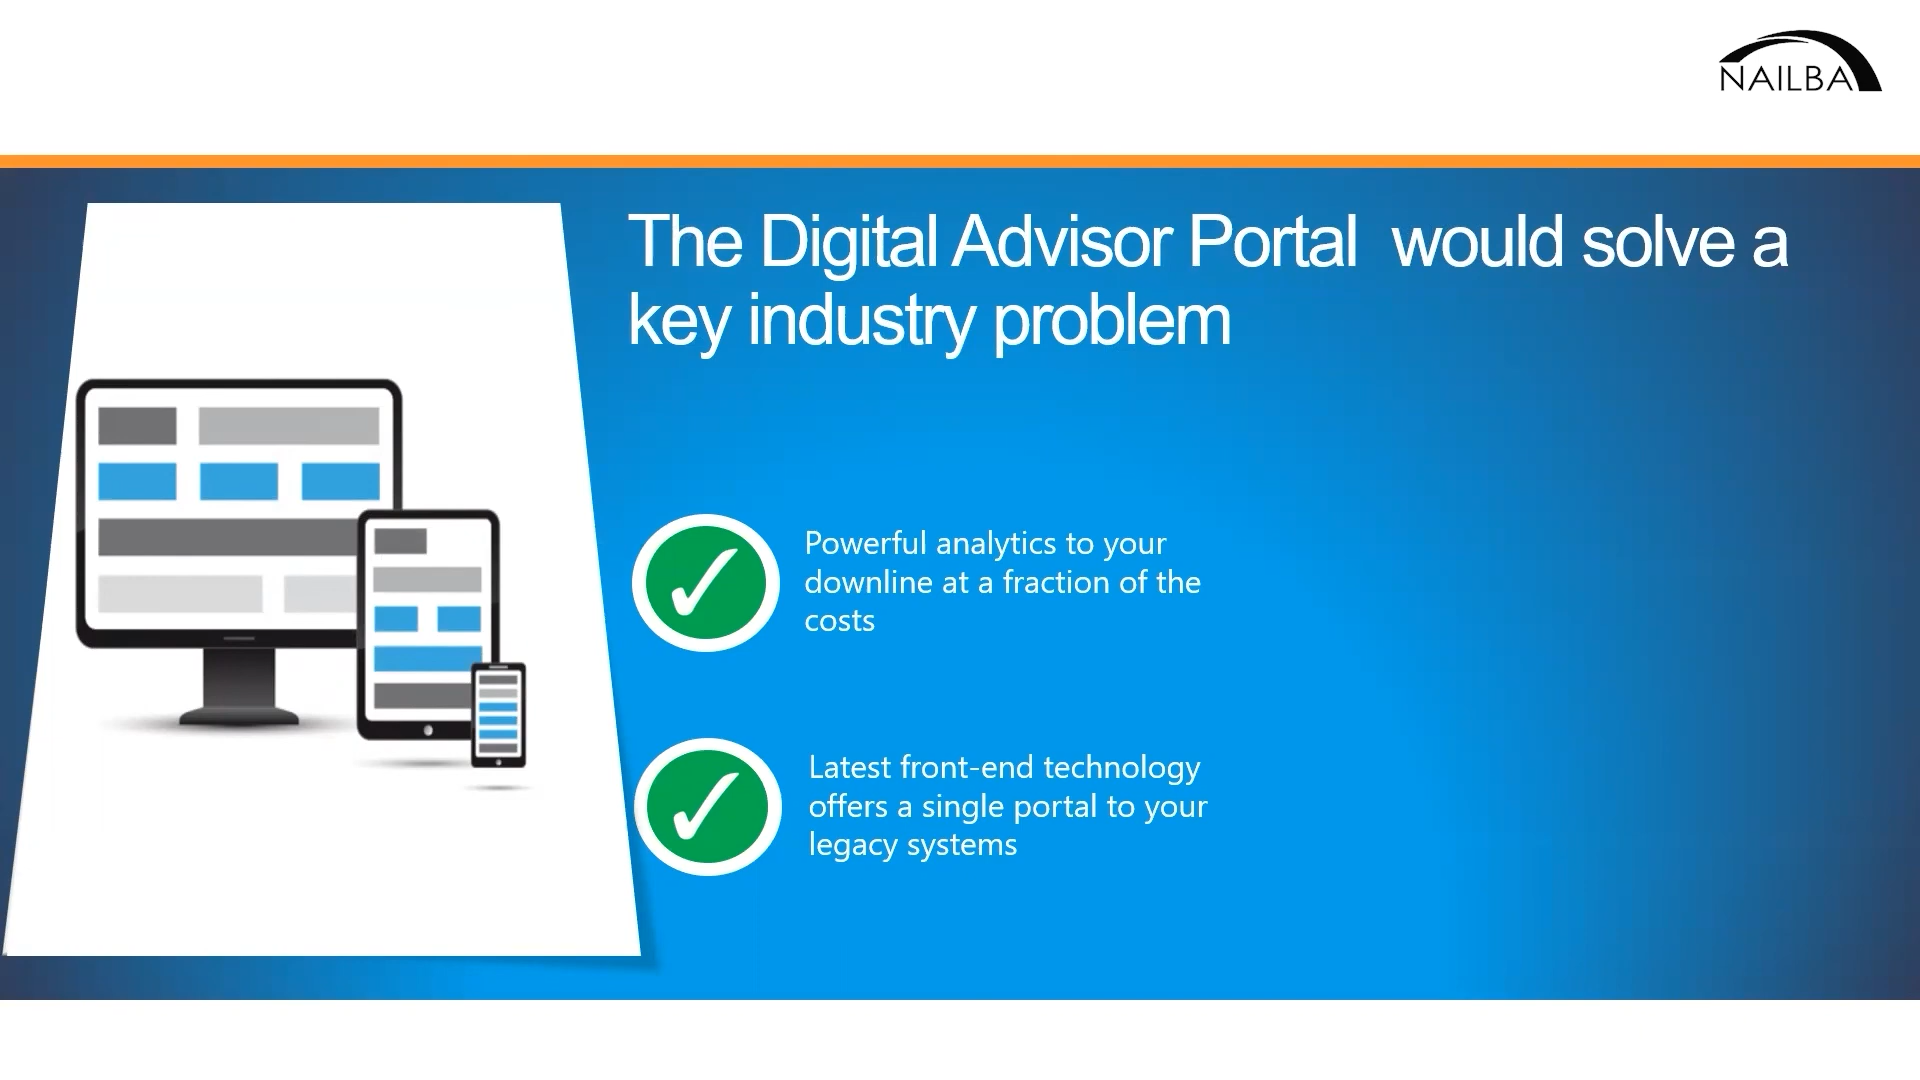 NAILBA
The Digital Advisor Portal  would solve a
key industry problem
Powerful analytics to your
downline at a fraction of the
costs
Latest front-end technology
offers a single portal to your
legacy systems